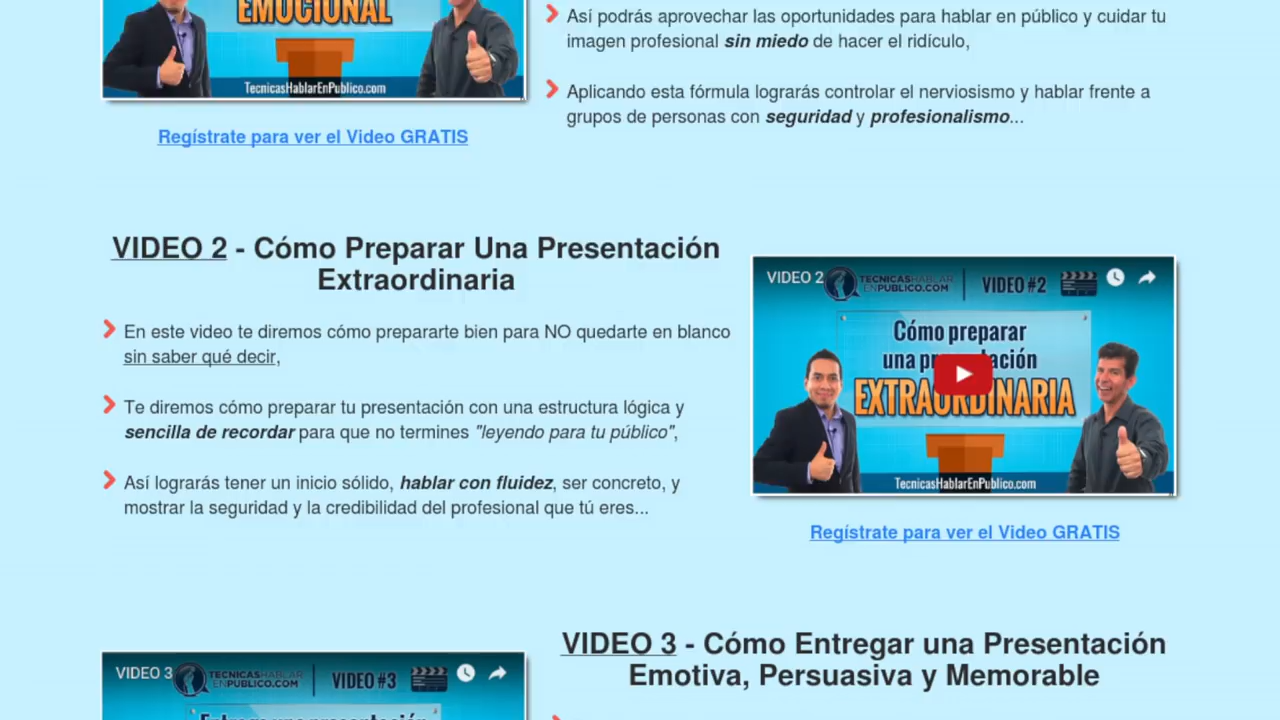 EMOCIONAL
TecnicasHablarEnPublico.com
Regístrate para ver el Video GRATIS
Así podrás aprovechar las oportunidades para hablar en público y cuidar tu
imagen profesional sin miedo de hacer el ridículo,
Aplicando esta fórmula lograrás controlar el nerviosismo y hablar frente a
grupos de personas con seguridad y profesionalismo...
VIDEO 2 - Cómo Preparar Una Presentación
Extraordinaria
En este video te diremos cómo prepararte bien para NO quedarte en blanco
sin saber qué decir,
Te diremos cómo preparar tu presentación con una estructura lógica y
sencilla de recordar para que no termines "leyendo para tu público",
Así lograrás tener un inicio sólido, hablar con fluidez, ser concreto, y
mostrar la seguridad y la credibilidad del profesional que tú eres...
VIDEO 2
TECNICASHABLAR
ENPUBLICO.COM
VIDEO #2
Cómo preparar
una presentación
EXTRAORDINARIA
TecnicasHablarEnPublico.com
Regístrate para ver el Video GRATIS
VIDEO 3
TECNICASHABLAR
ENPUBLICO.COM
VIDEO #3
Entrega una presentación
VIDEO 3 - Cómo Entregar una Presentación
Emotiva, Persuasiva y Memorable